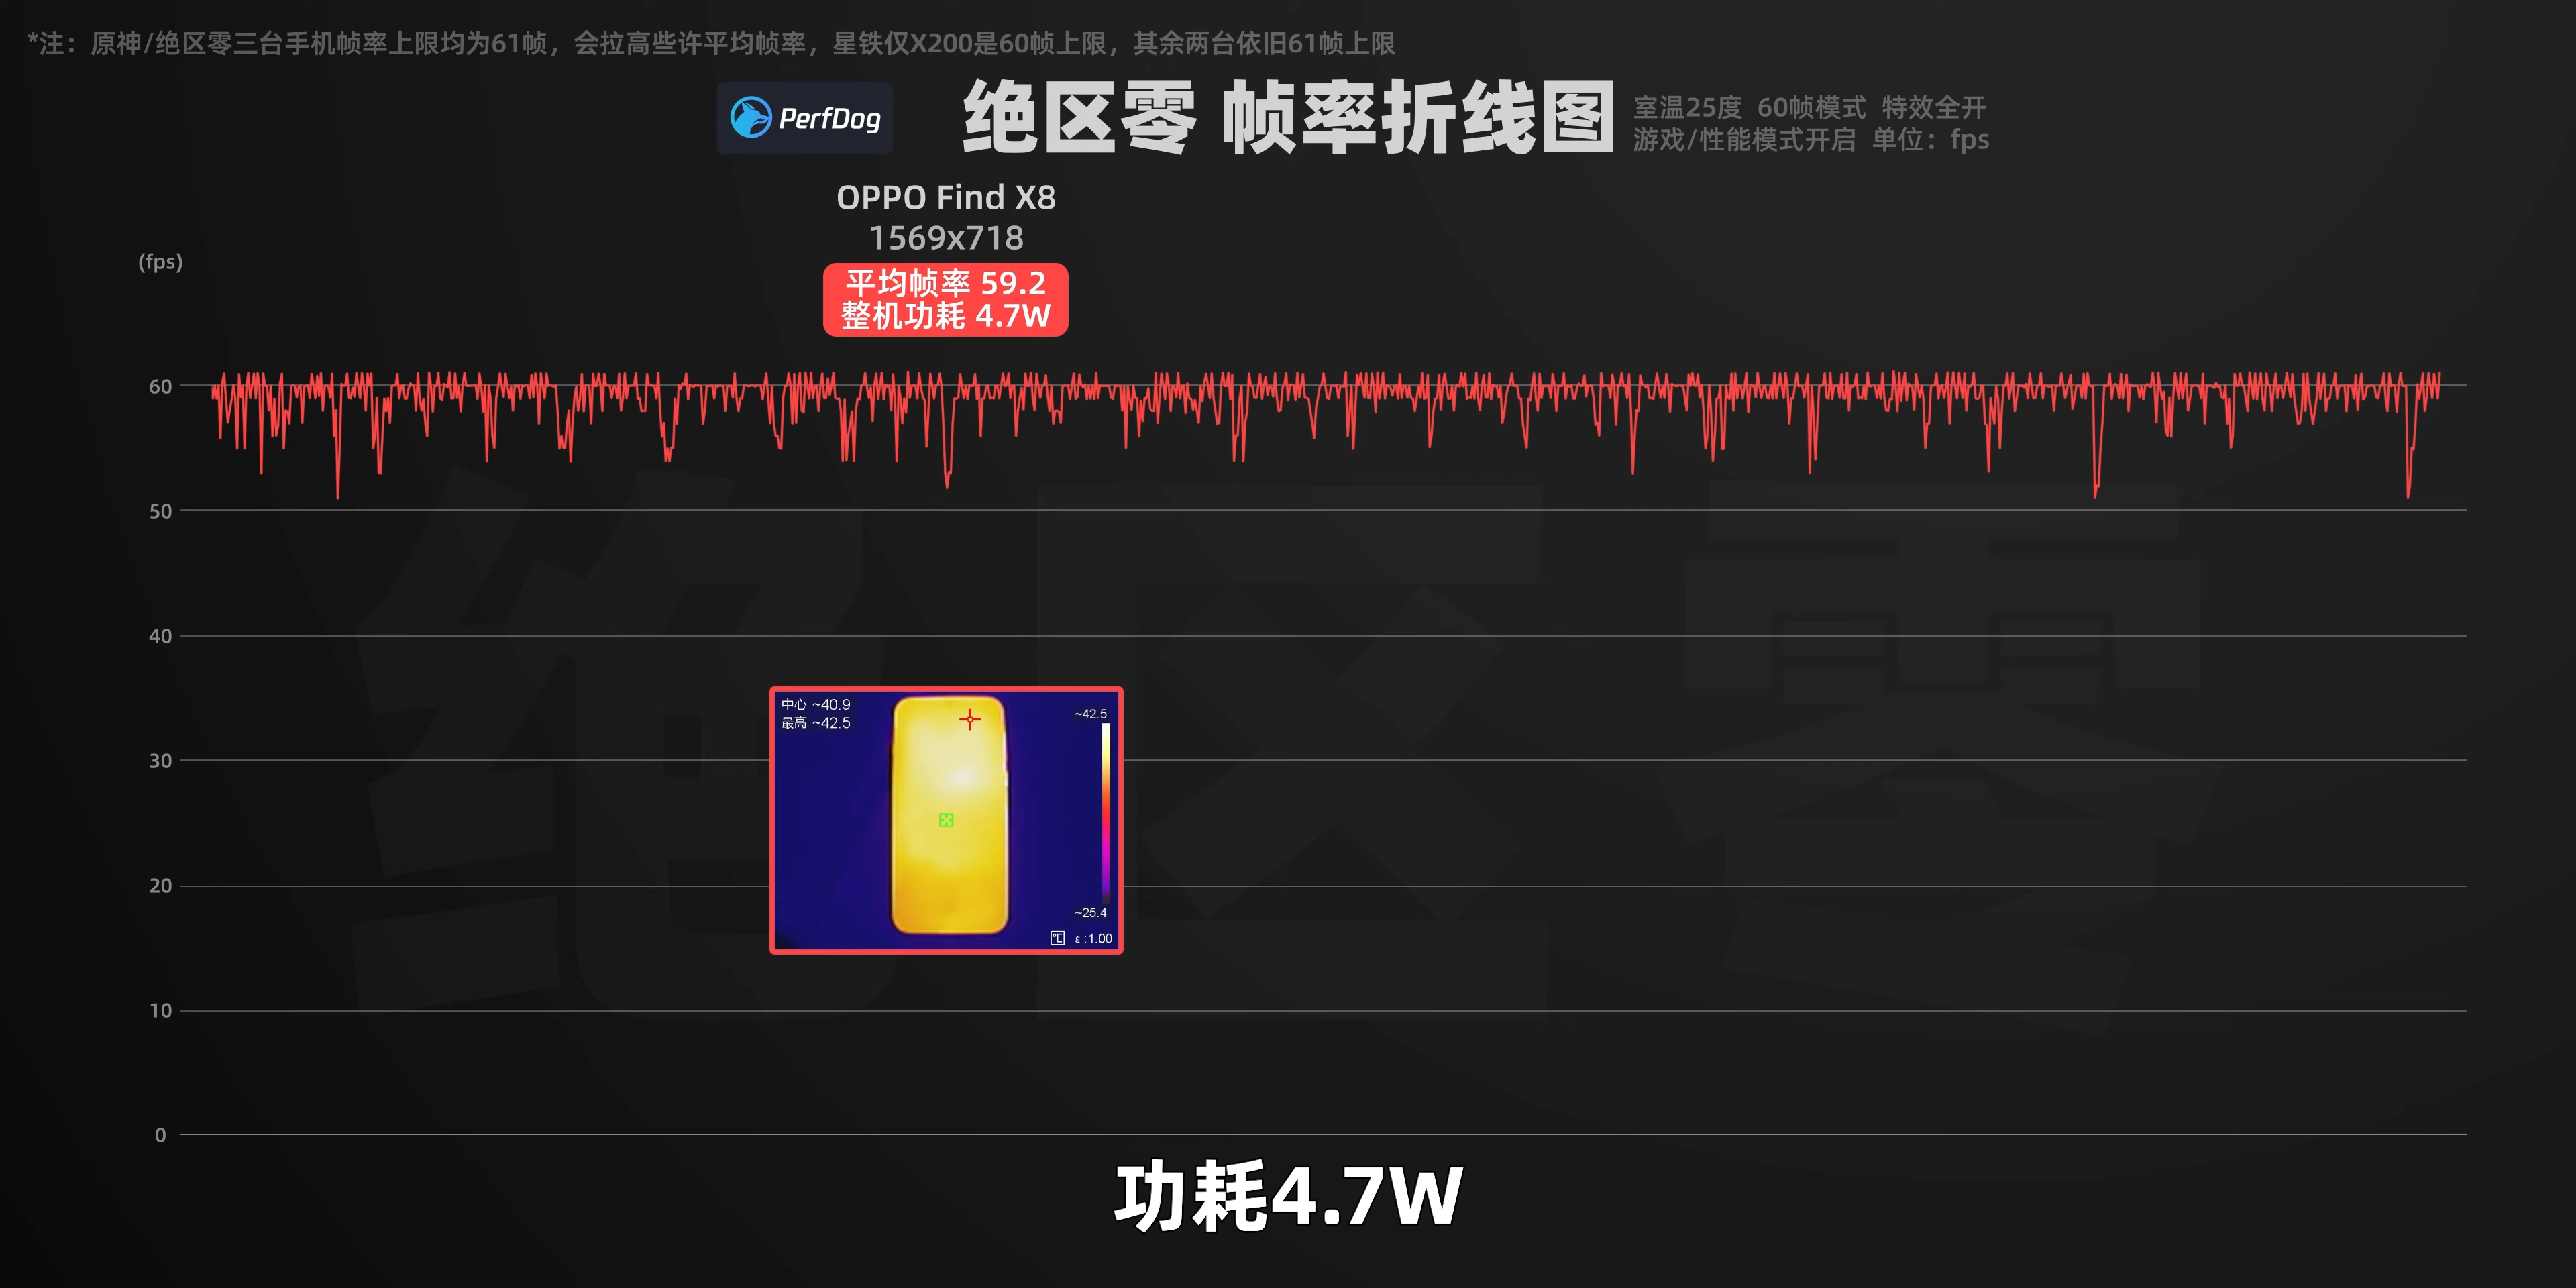 *注：原神/绝区零三台手机帧率上限均为61帧，会拉高些许平均帧率，星铁仅X200是60帧上限，其余两台依旧61帧上限
PerfDog
绝区零 帧率折线图
室温25度 60帧模式 特效全开
游戏/性能模式开启 单位：fps
OPPO Find X8
1569x718
平均帧率 59.2
整机功耗 4.7W
(fps)
60
50
40
30
20
10
0
中心 ~40.9
最高 ~42.5
~42.5
~25.4
℃ ε:1.00
绝区零
功耗4.7W